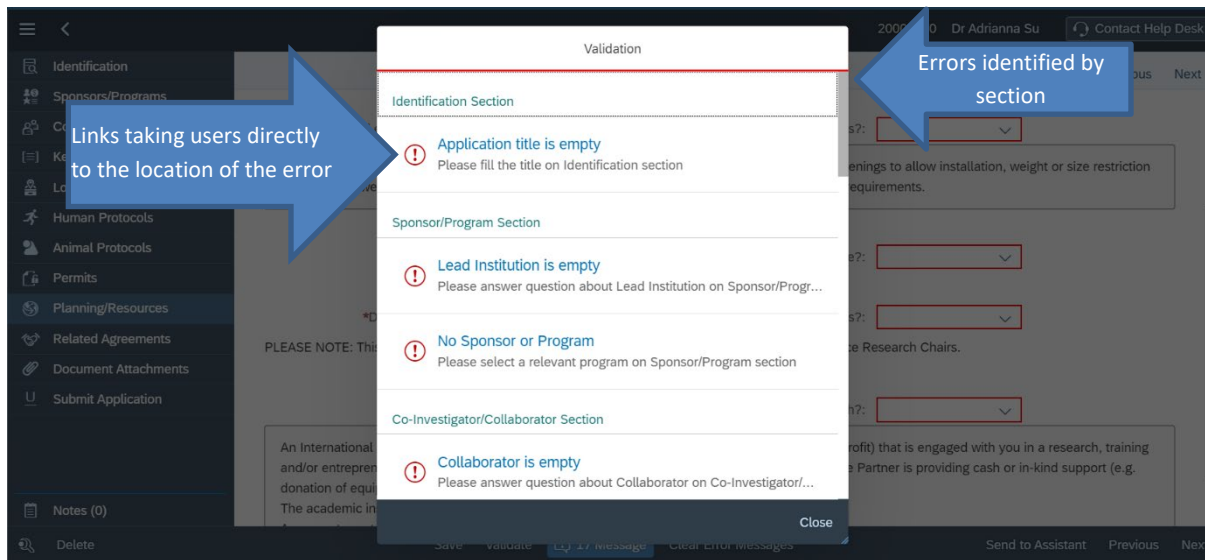 Validation
Dr Adrianna Su
Contact Help Desk
Errors identified by
section
Next
Identification
Sponsors/Programs
Human Protocols
Animal Protocols
Permits
Planning/Resources
Related Agreements
Document Attachments
Submit Application
Notes (0)
Delete
Links taking users directly
to the location of the error
Identification Section
Application title is empty
Please fill the title on Identification section
Sponsor/Program Section
Lead Institution is empty
Please answer question about Lead Institution on Sponsor/Progr...
No Sponsor or Program
Please select a relevant program on Sponsor/Program section
Co-Investigator/Collaborator Section
Collaborator is empty
Please answer question about Collaborator on Co-Investigator/...
Close
to allow installation, weight or size restriction
requirements.
PLEASE NOTE:
Research Chairs.
An International
that is engaged with you in a research, training
and/or
Partner is providing cash or in-kind support (e.g.
donation of
The academic
Save Validate 17 Message Clear Error Messages
Send to Assistant Previous